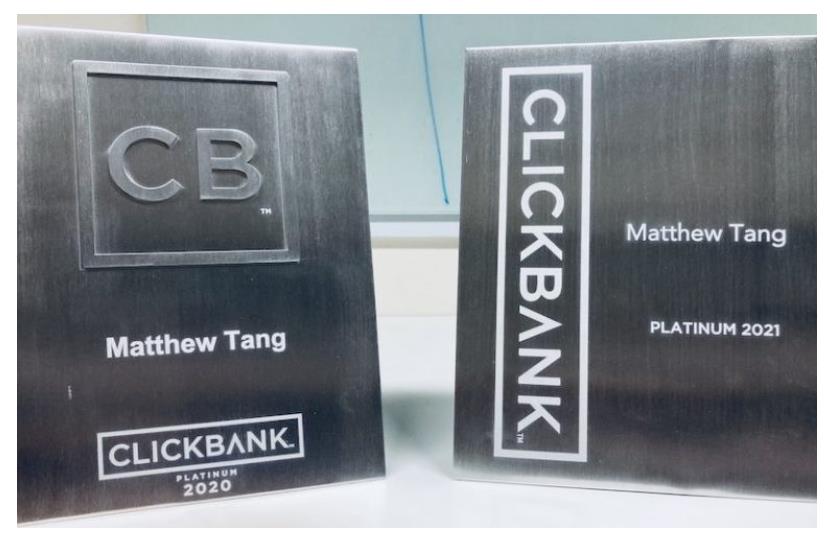 CB
TM
Matthew Tang
CLICKBANK
PLATINUM
2020
CLICKBANK
TM
Matthew Tang
PLATINUM 2021